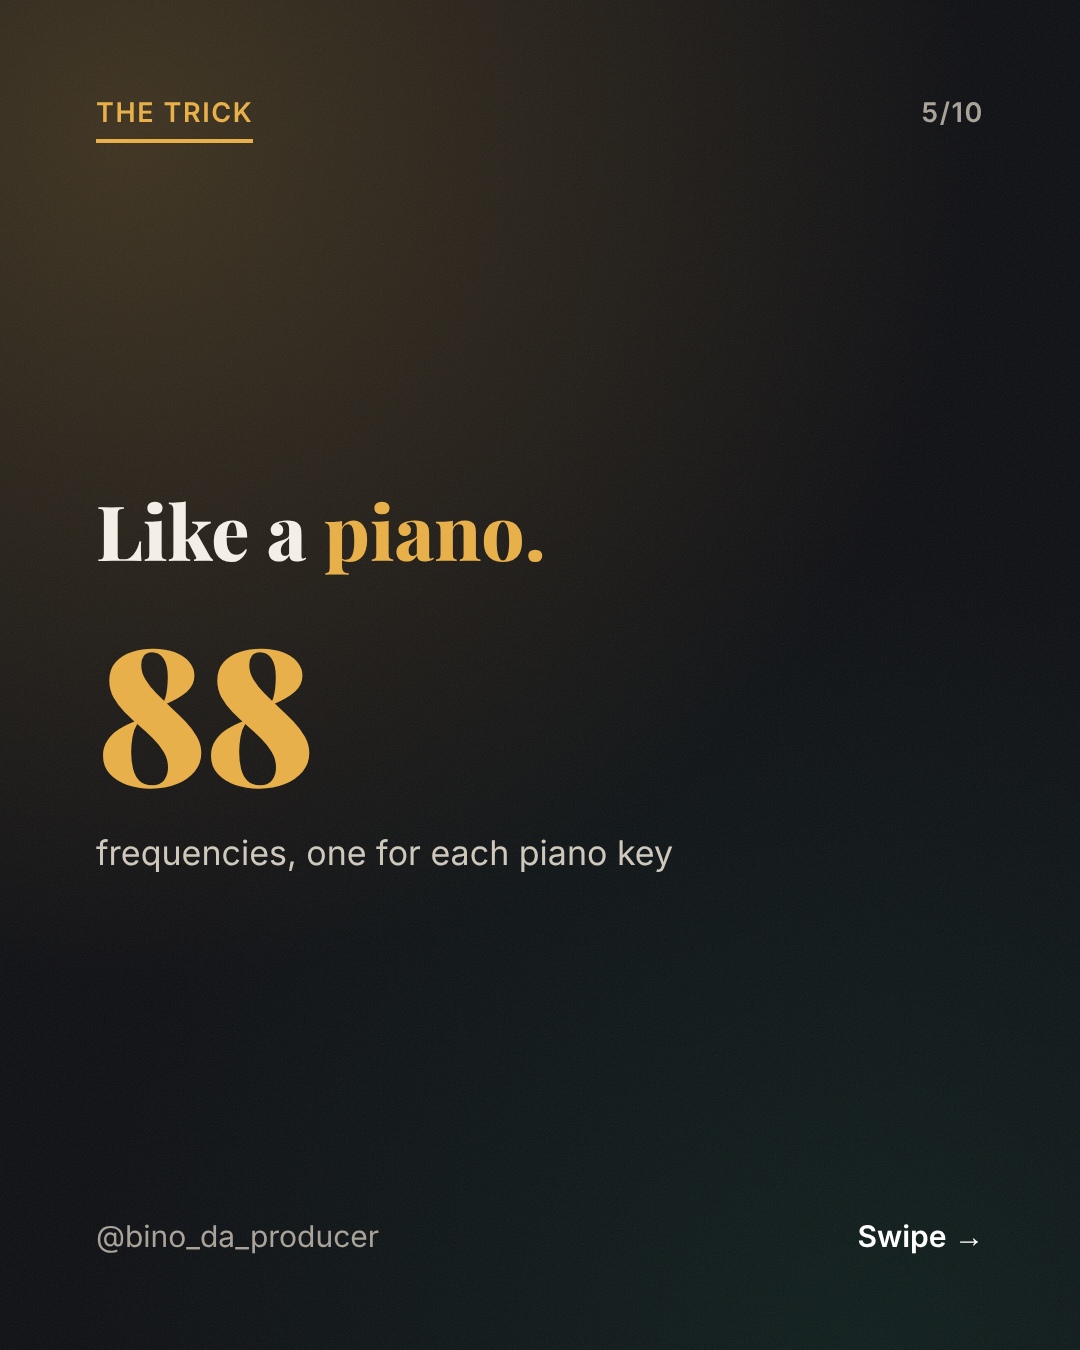 THE TRICK
5/10
Like a piano.
88
frequencies, one for each piano key
@bino_da_producer
Swipe →